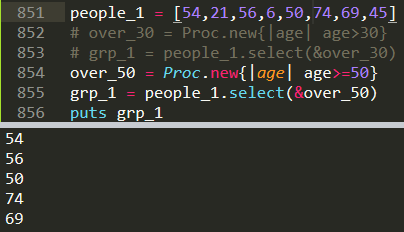 851 people_1 = [54,21,56,6,50,74,69,45]
852 # over_30 = Proc.new{|age| age>30}
853 # grp_1 = people_1.select(&over_30)
854 over_50 = Proc.new{|age| age>=50}
855 grp_1 = people_1.select(&over_50)
856 puts grp_1
54
56
50
74
69